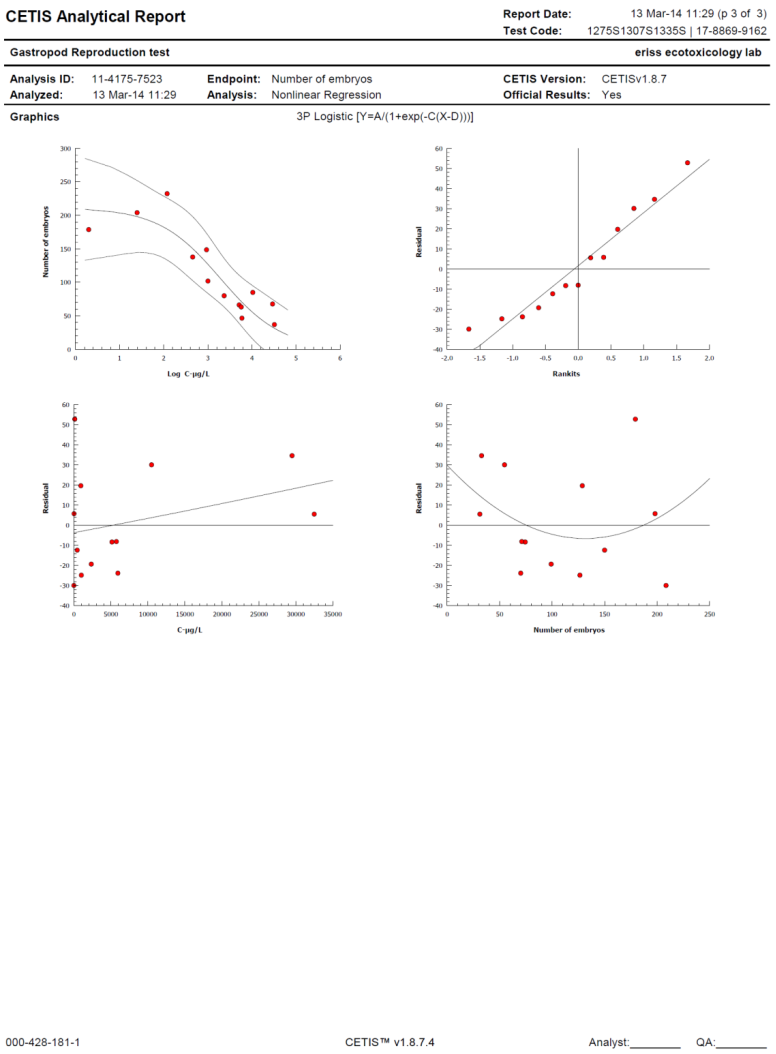 CETIS Analytical Report
Report Date: 13 Mar-14 11:29 (p 3 of 3)
Test Code: 1275S1307S1335S | 17-8869-9162
Gastropod Reproduction test eriss ecotoxicology lab
Analysis ID: 11-4175-7523 Endpoint: Number of embryos CETIS Version: CETISv1.8.7
Analyzed: 13 Mar-14 11:29 Analysis: Nonlinear Regression Official Results: Yes
Graphics 3P Logistic [Y=A/(1+exp(-C(X-D)))]
300
250
200
150
100
50
0
Number of embryos
0 1 2 3 4 5 6
Log C-µg/L
60
50
40
30
20
10
0
-10
-20
-30
-40
Residual
-2.0 -1.5 -1.0 -0.5 0.0 0.5 1.0 1.5 2.0
Rankits
60
50
40
30
20
10
0
-10
-20
-30
-40
Residual
0 5000 10000 15000 20000 25000 30000 35000
C-µg/L
60
50
40
30
20
10
0
-10
-20
-30
-40
Residual
0 50 100 150 200 250
Number of embryos
000-428-181-1 CETIS™ v1.8.7.4 Analyst:________ QA:________